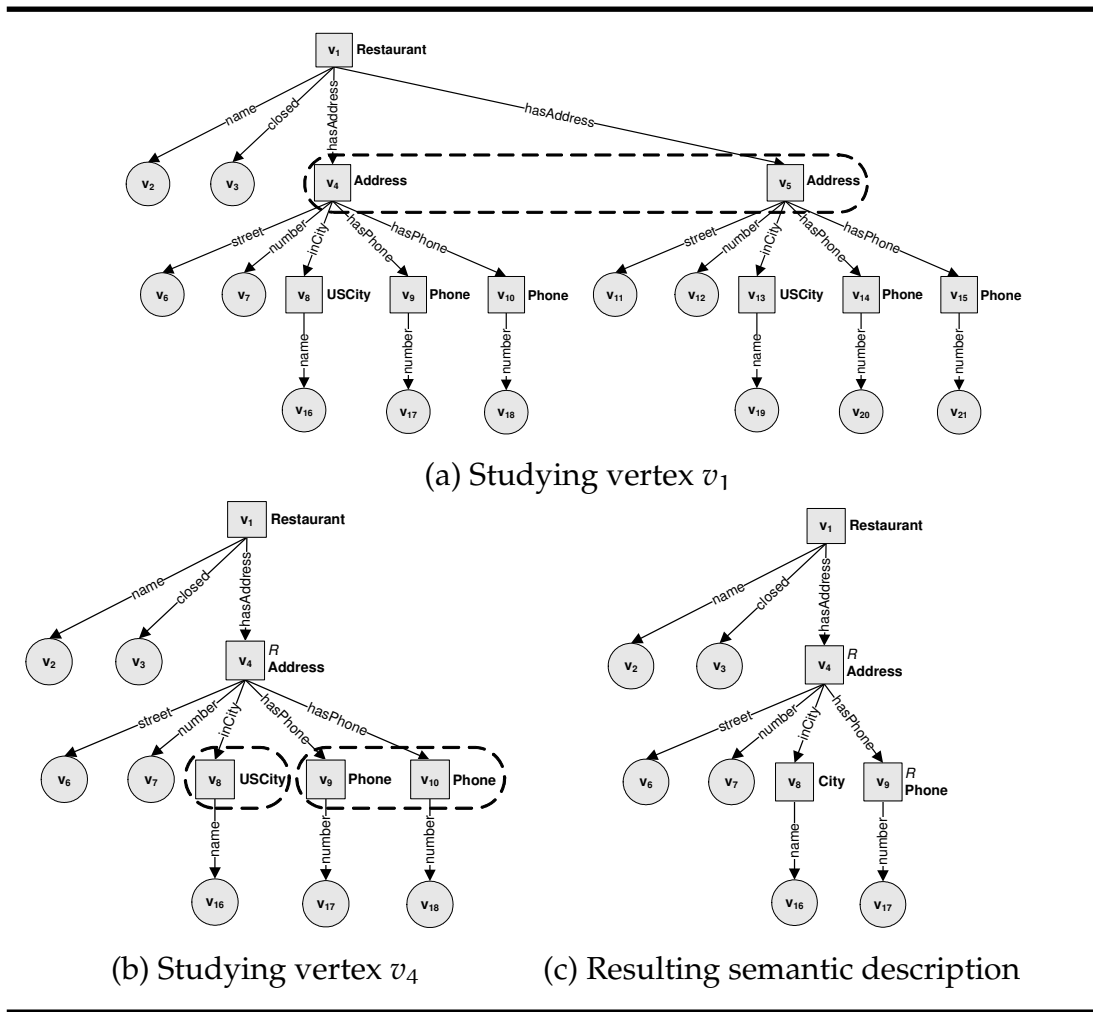 v1 Restaurant
name closed hasAddress hasAddress
v2 v3 v4 Address v5 Address
street number inCity hasPhone hasPhone street number inCity hasPhone hasPhone
v6 v7 v8 USCity v9 Phone v10 Phone v11 v12 v13 USCity v14 Phone v15 Phone
name number number name number number
v16 v17 v18 v19 v20 v21
(a) Studying vertex v1
v1 Restaurant
name closed hasAddress
v2 v3 v4 R
Address
street number inCity hasPhone hasPhone
v6 v7 v8 USCity v9 Phone v10 Phone
name number number
v16 v17 v18
(b) Studying vertex v4
v1 Restaurant
name closed hasAddress
v2 v3 v4 R
Address
street number inCity hasPhone
v6 v7 v8 City v9 R
Phone
name number
v16 v17
(c) Resulting semantic description